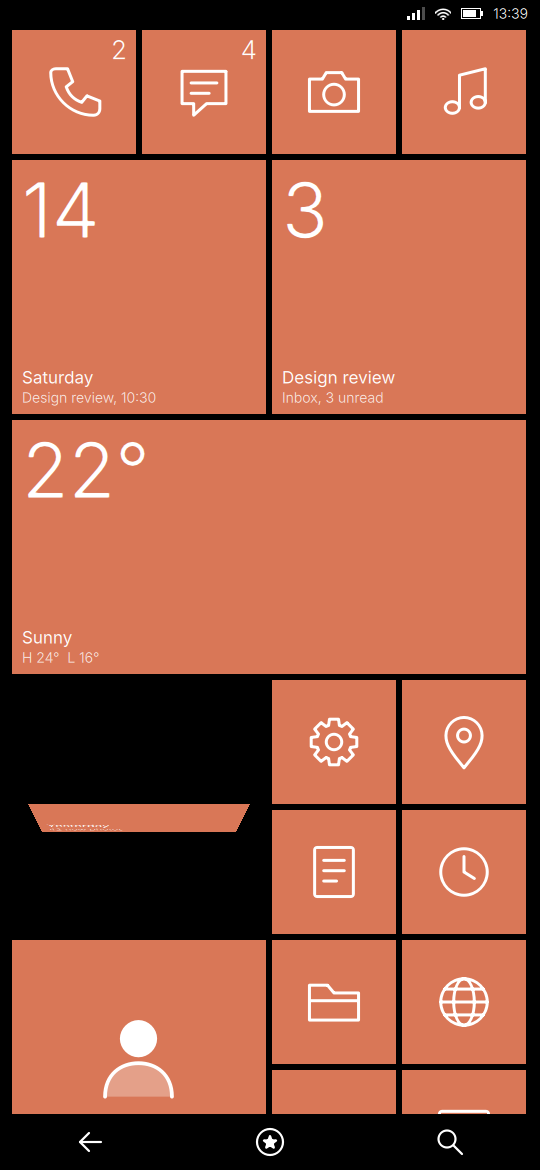 13:39
2
4
14
Saturday
Design review, 10:30
3
Design review
Inbox, 3 unread
22°
Sunny
H 24° L 16°